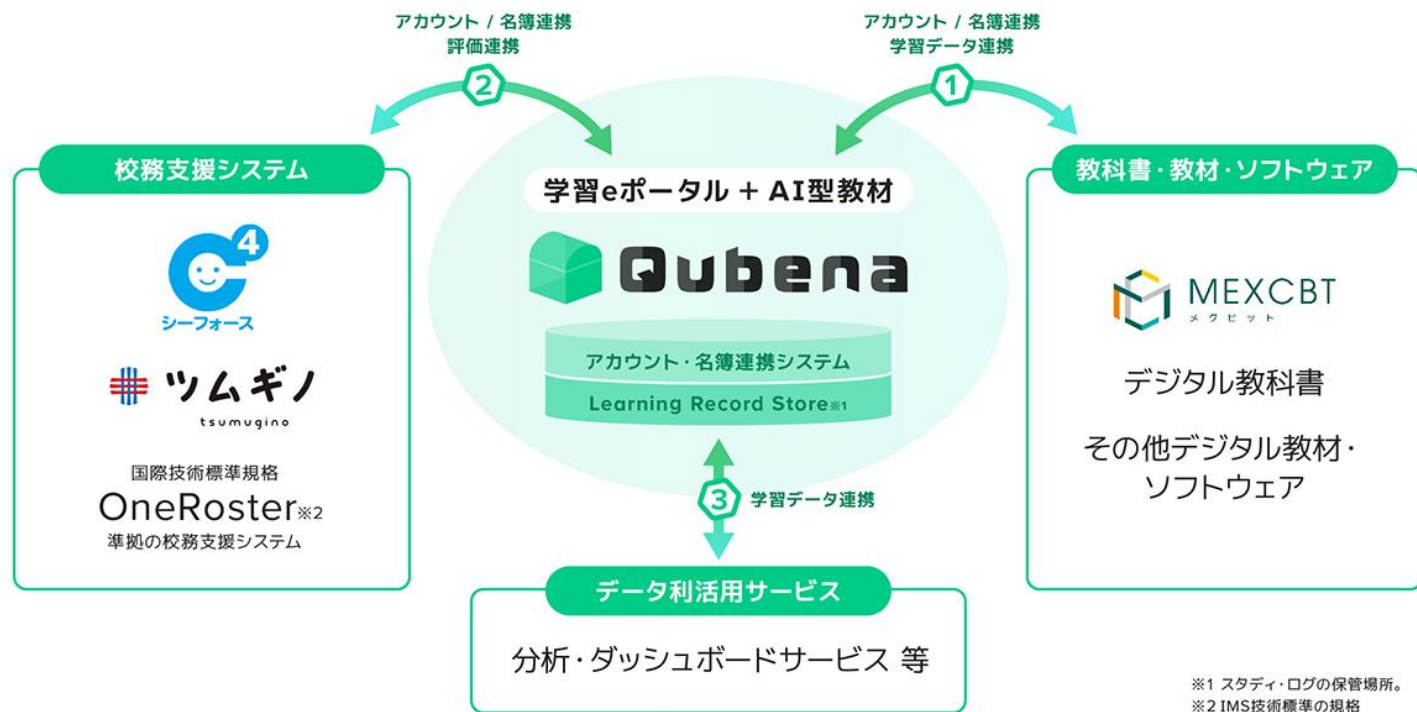 アカウント / 名簿連携
評価連携
2
アカウント / 名簿連携
学習データ連携
1
校務支援システム
C4
シーフォース
ツムギノ
tsumugino
国際技術標準規格
OneRoster※2
準拠の校務支援システム
学習eポータル + AI型教材
Qubena
アカウント・名簿連携システム
Learning Record Store※1
3 学習データ連携
教科書・教材・ソフトウェア
MEXCBT
メクビット
デジタル教科書
その他デジタル教材・
ソフトウェア
データ利活用サービス
分析・ダッシュボードサービス 等
※1 スタディ・ログの保管場所。
※2 IMS技術標準の規格